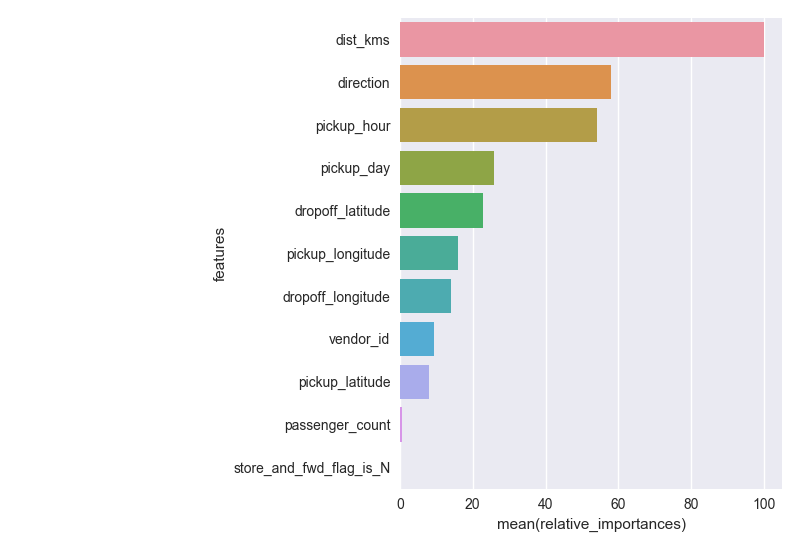 dist_kms
direction
pickup_hour
pickup_day
dropoff_latitude
pickup_longitude
dropoff_longitude
vendor_id
pickup_latitude
passenger_count
store_and_fwd_flag_is_N
features
0 20 40 60 80 100
mean(relative_importances)